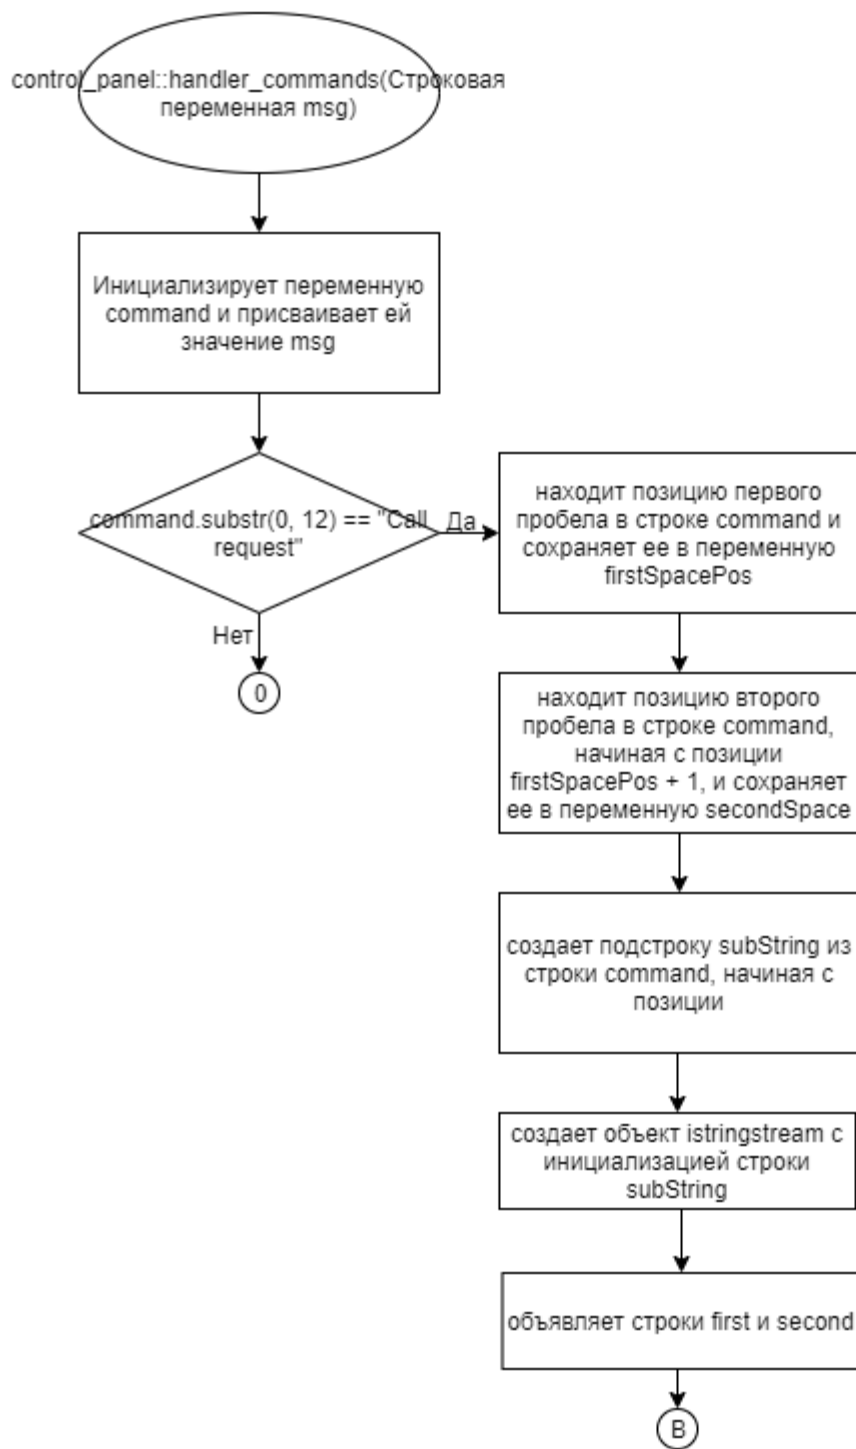 control_panel::handler_commands(Строковая
переменная msg)
Инициализирует переменную
command и присваивает ей
значение msg
command.substr(0, 12) == "Call
request"
Да
Нет
0
находит позицию первого
пробела в строке command и
сохраняет ее в переменную
firstSpacePos
находит позицию второго
пробела в строке command,
начиная с позиции
firstSpacePos + 1, и сохраняет
ее в переменную secondSpace
создает подстроку subString из
строки command, начиная с
позиции
создает объект istringstream с
инициализацией строки
subString
объявляет строки first и second
B